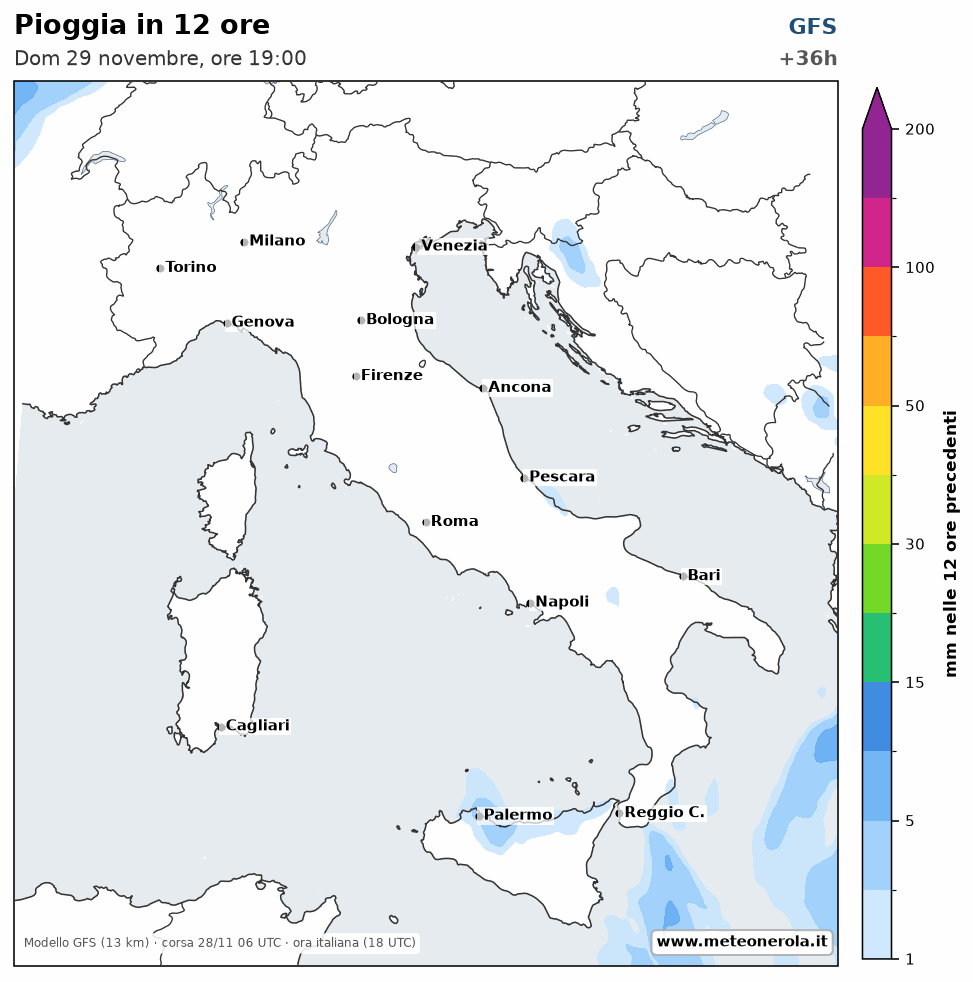 Pioggia in 12 ore
GFS
Dom 29 novembre, ore 19:00
+36h
200
Milano
Venezia
Torino
100
Genova
Bologna
Firenze
Ancona
50
Pescara
Roma
30
Bari
Napoli
15
Cagliari
Palermo
Reggio C.
5
mm nelle 12 ore precedenti
Modello GFS (13 km) · corsa 28/11 06 UTC · ora italiana (18 UTC)
www.meteonerola.it
1